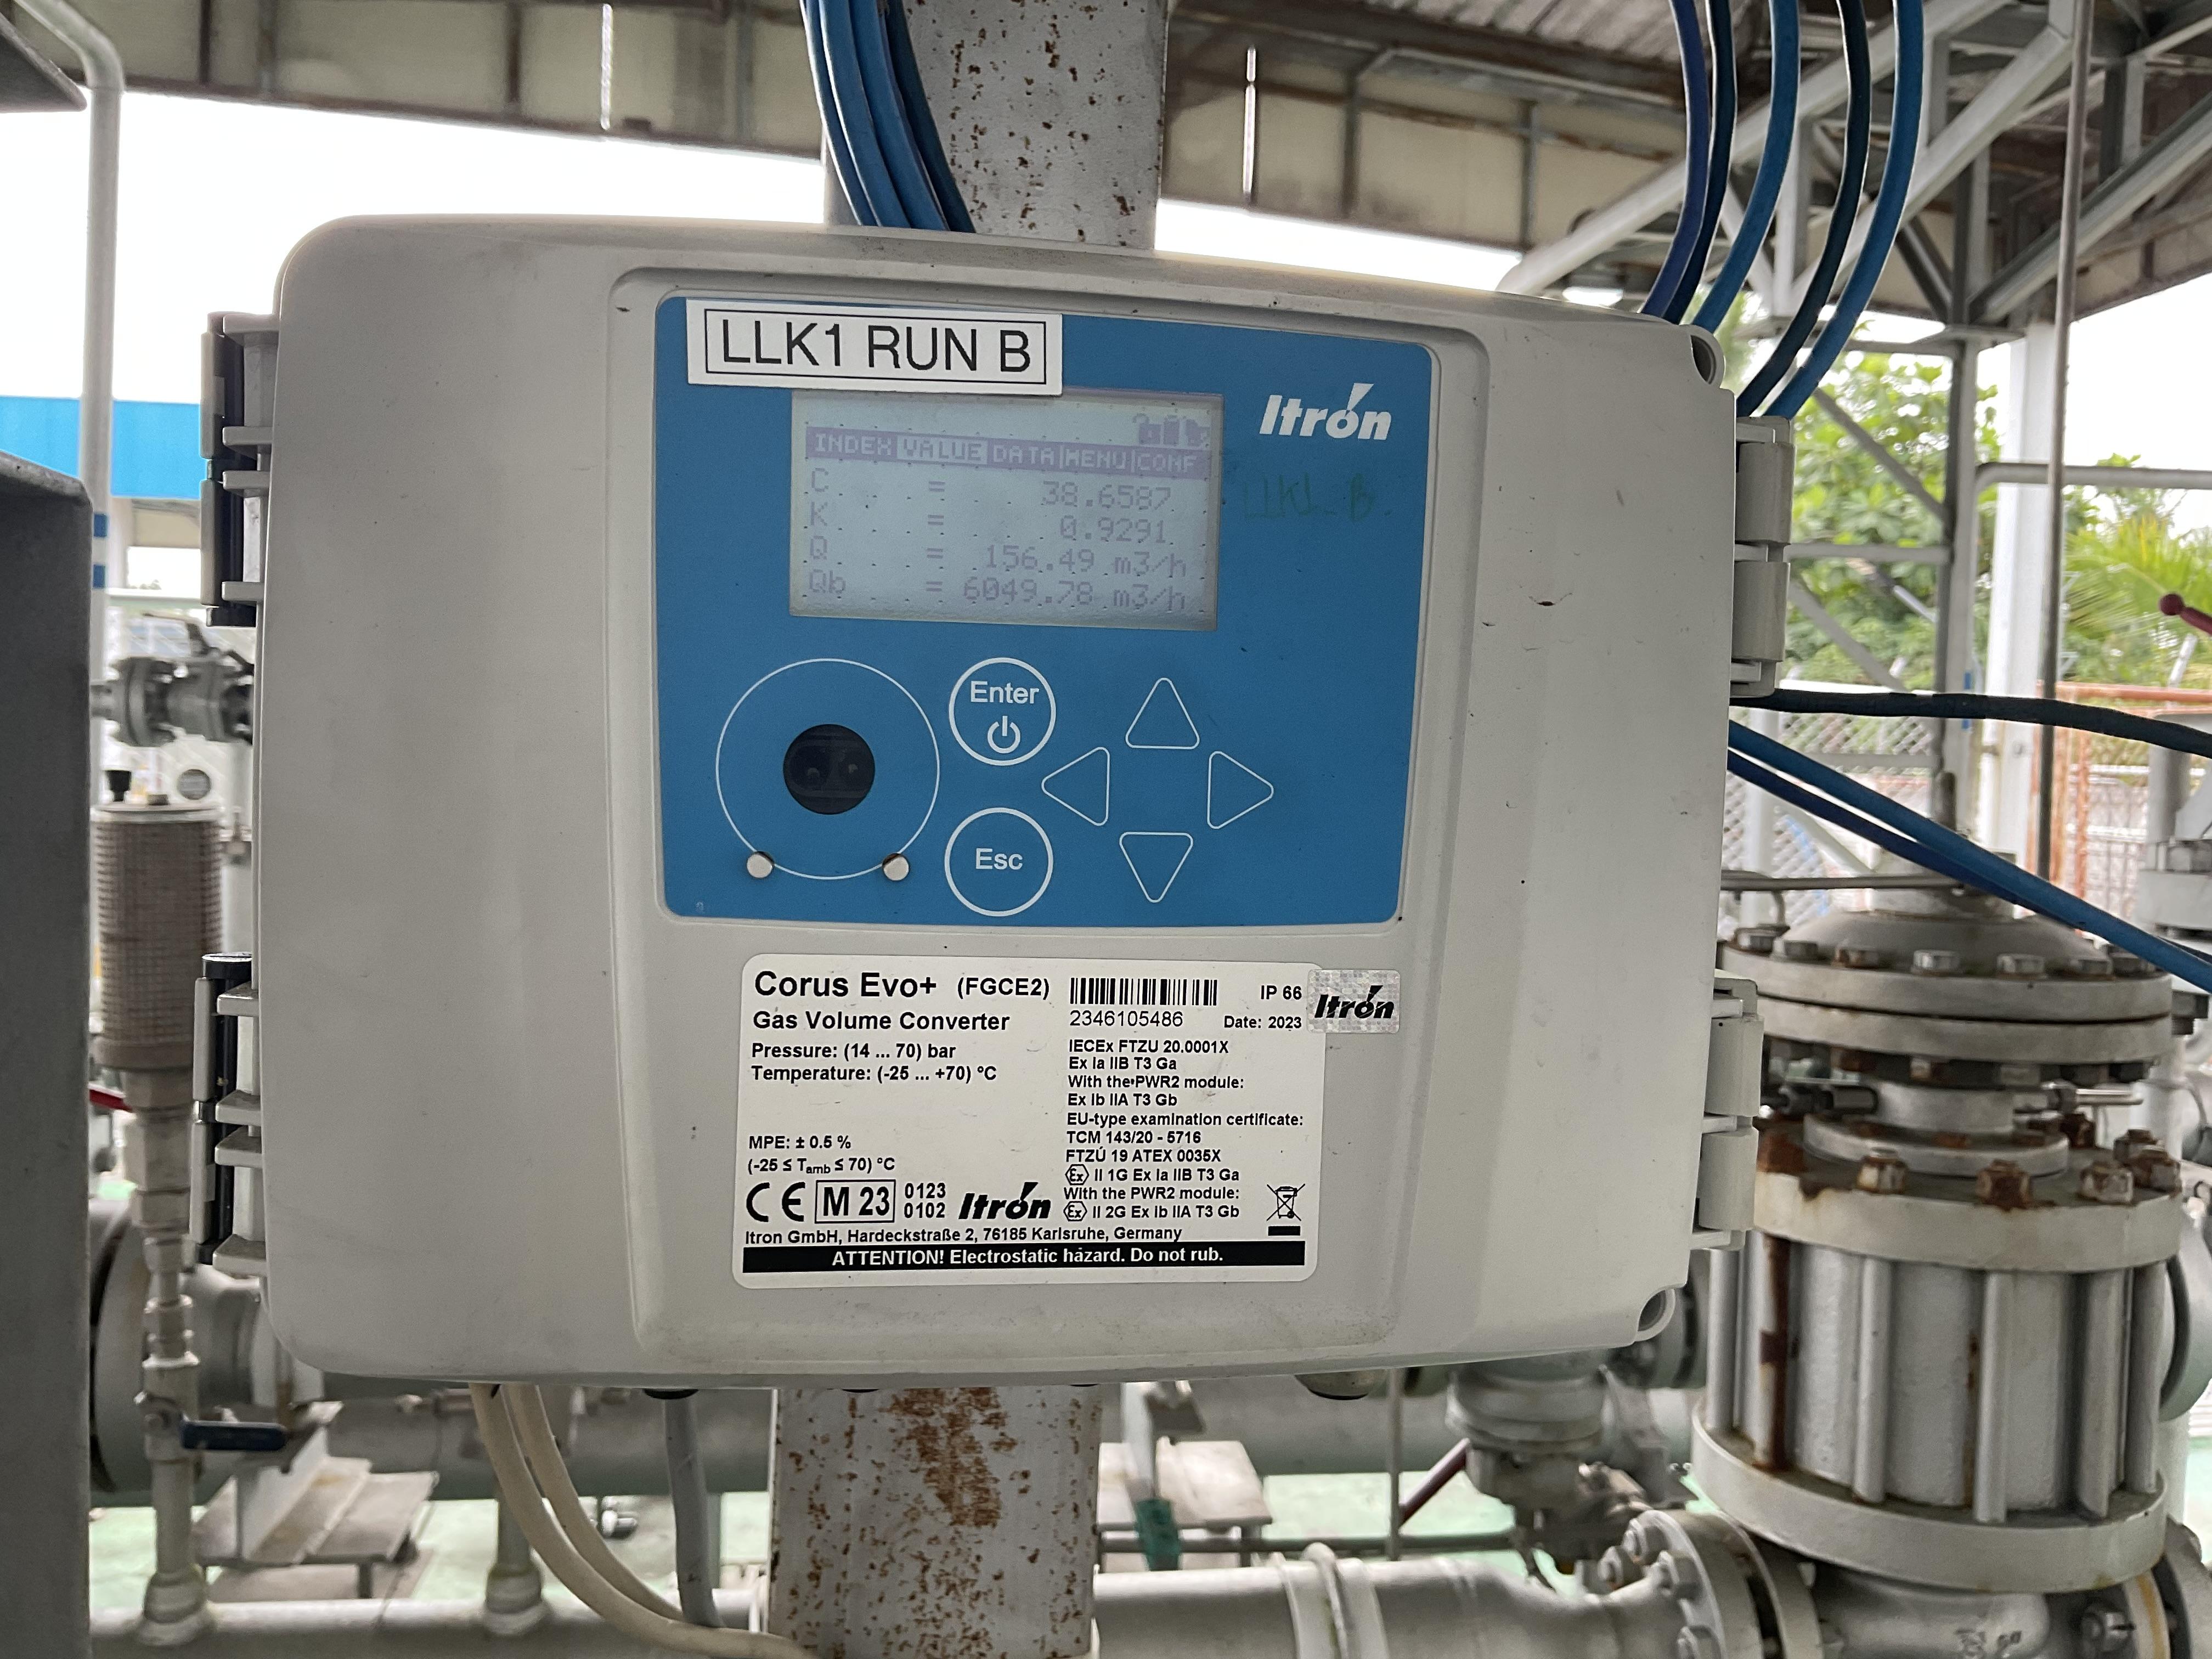 LLK1 RUN B
Itron
INDEX VALUE DATA|MENU|CONF
C = 38.6587
K = 0.9291
Q = 156.49 m3/h
Qb = 6049.78 m3/h
Enter
Esc
Corus Evo+ (FGCE2)
Gas Volume Converter
Pressure: (14 ... 70) bar
Temperature: (-25 ... +70) °C
MPE: ± 0.5 %
(-25 ≤ Tamb ≤ 70) °C
CE M 23 0123
0102
Itron
2346105486
IP 66
Date: 2023
Itron
IECEx FTZU 20.0001X
Ex ia IIB T3 Ga
With the PWR2 module:
Ex ib IIA T3 Gb
EU-type examination certificate:
TCM 143/20 - 5716
FTZÚ 19 ATEX 0035X
Ex II 1G Ex ia IIB T3 Ga
With the PWR2 module:
Ex II 2G Ex ib IIA T3 Gb
Itron GmbH, Hardeckstraße 2, 76185 Karlsruhe, Germany
ATTENTION! Electrostatic hazard. Do not rub.